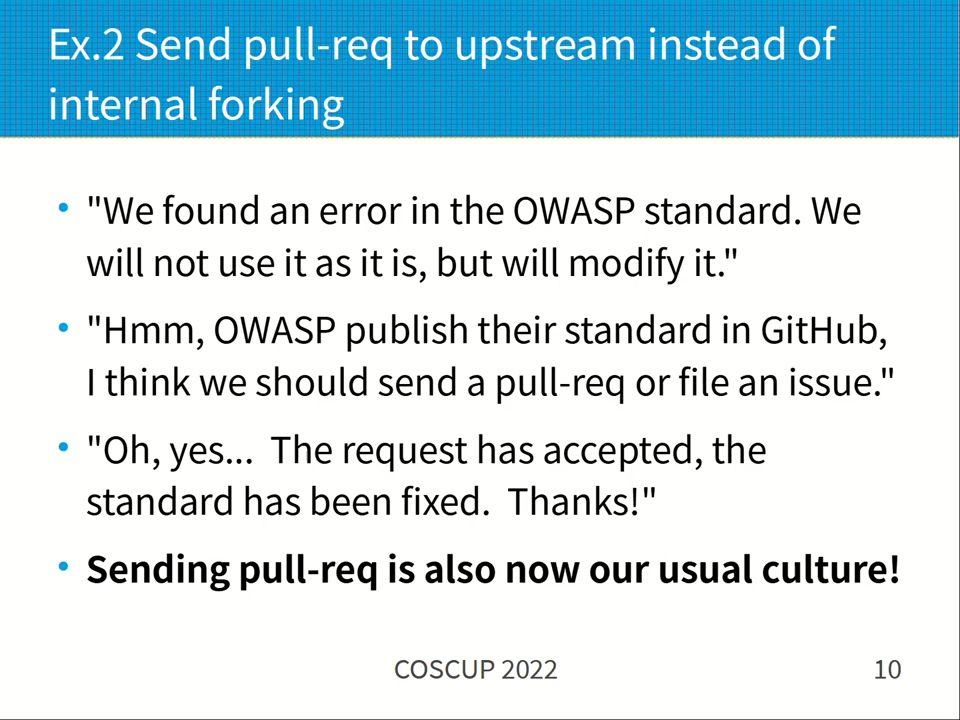 Ex.2 Send pull-req to upstream instead of
internal forking
• "We found an error in the OWASP standard. We
will not use it as it is, but will modify it."
• "Hmm, OWASP publish their standard in GitHub,
I think we should send a pull-req or file an issue."
• "Oh, yes...  The request has accepted, the
standard has been fixed.  Thanks!"
• Sending pull-req is also now our usual culture!
COSCUP 2022
10